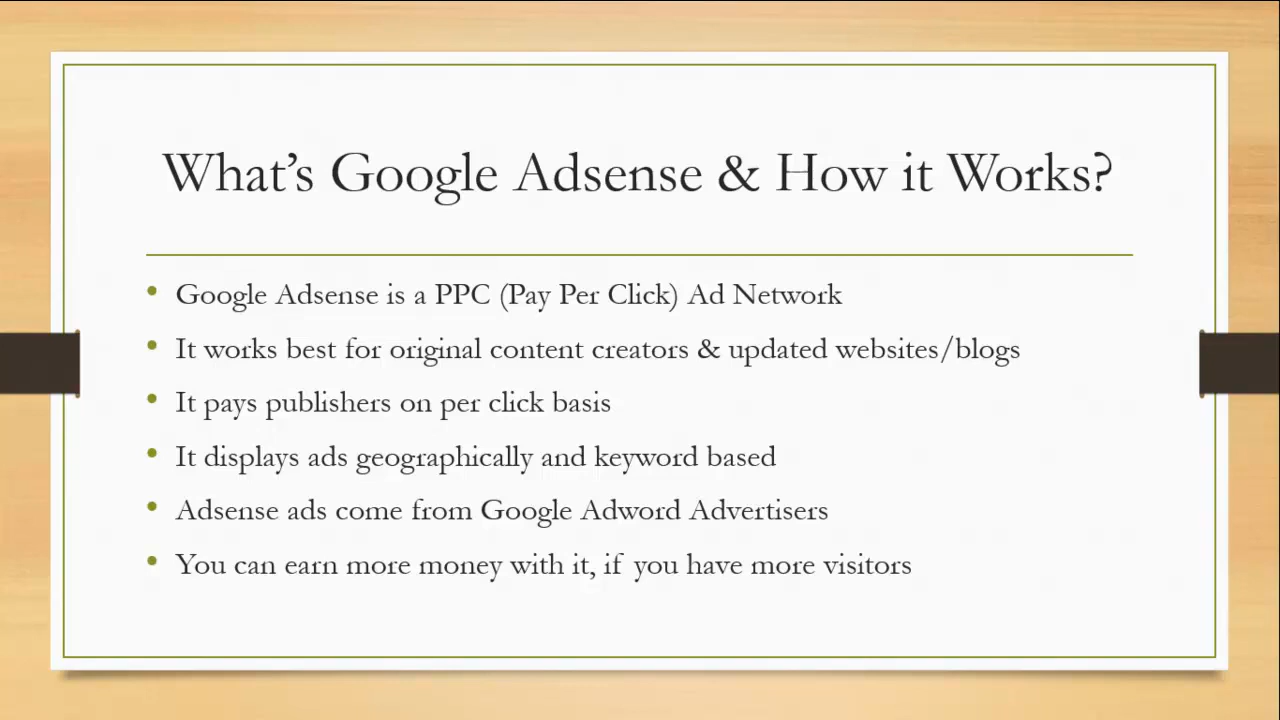 What’s Google Adsense & How it Works?
• Google Adsense is a PPC (Pay Per Click) Ad Network
• It works best for original content creators & updated websites/blogs
• It pays publishers on per click basis
• It displays ads geographically and keyword based
• Adsense ads come from Google Adword Advertisers
• You can earn more money with it, if you have more visitors